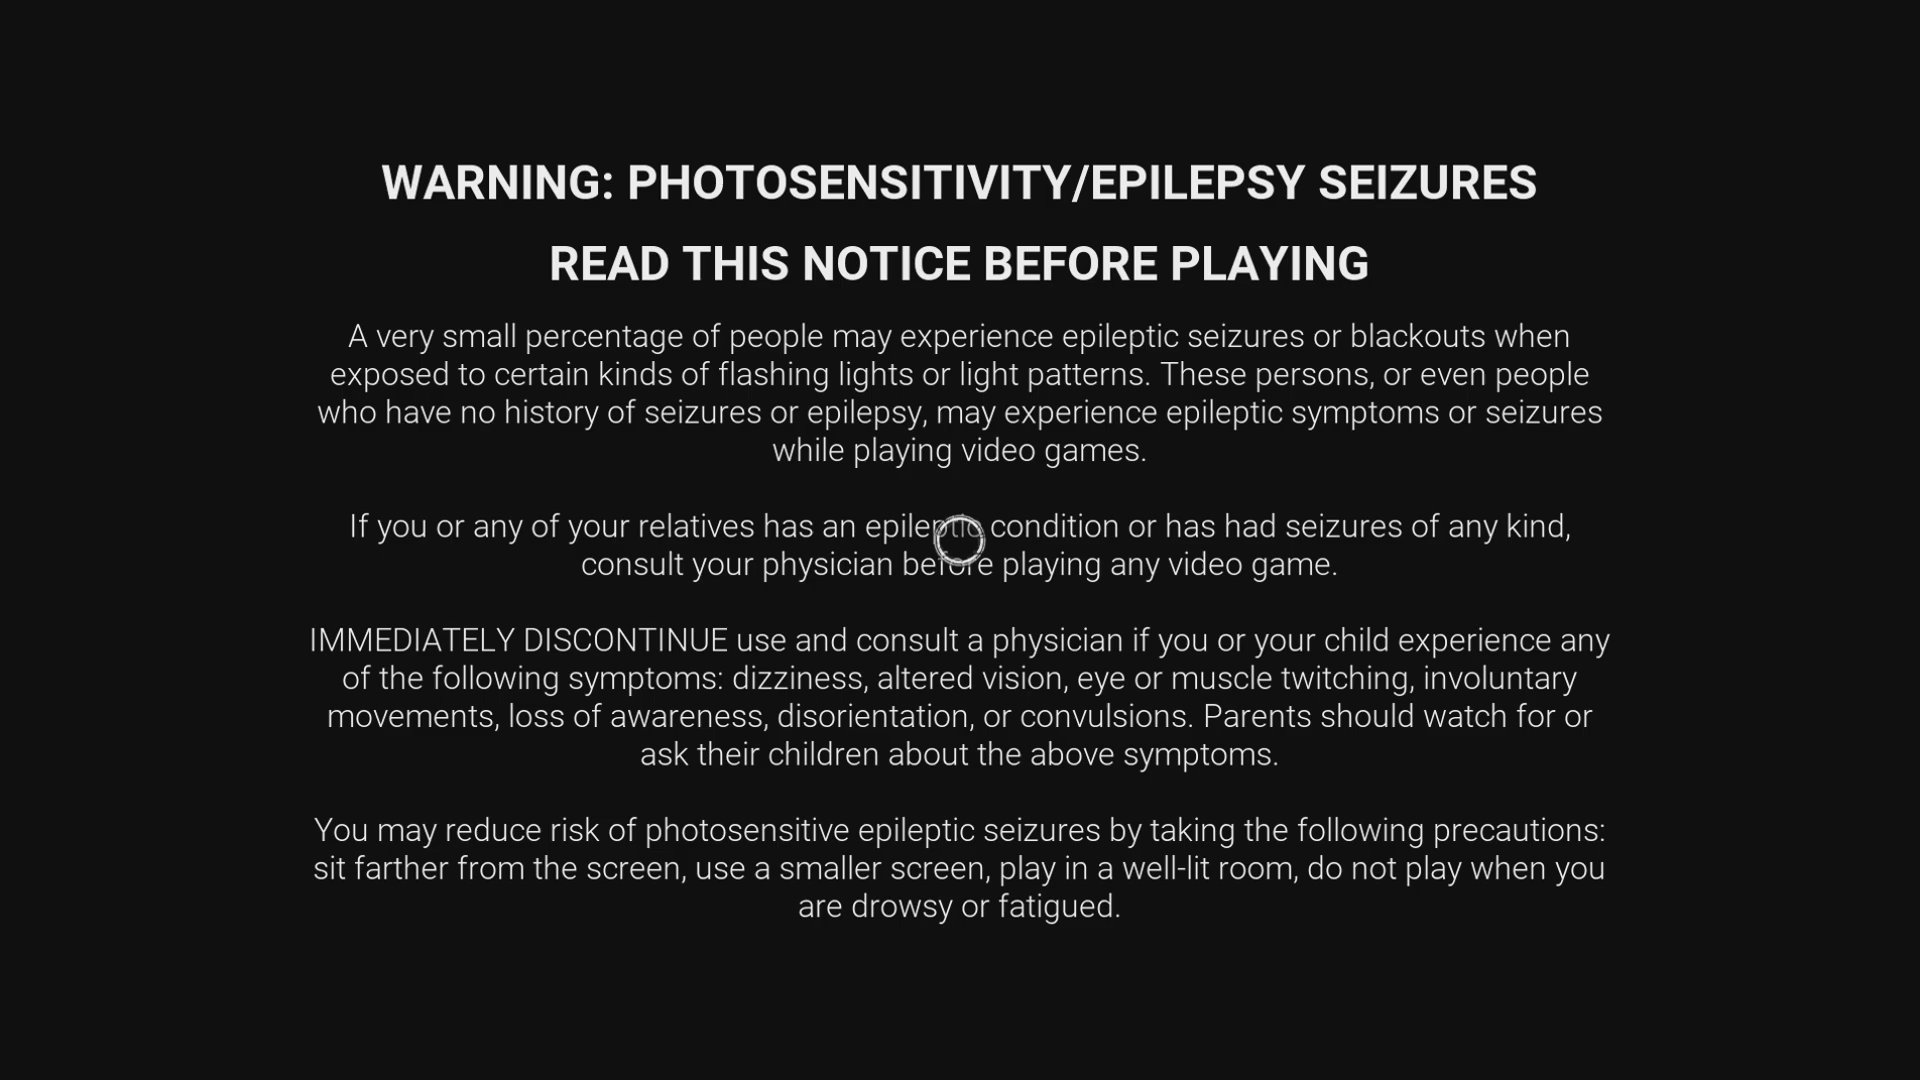 WARNING: PHOTOSENSITIVITY/EPILEPSY SEIZURES
READ THIS NOTICE BEFORE PLAYING
A very small percentage of people may experience epileptic seizures or blackouts when
exposed to certain kinds of flashing lights or light patterns. These persons, or even people
who have no history of seizures or epilepsy, may experience epileptic symptoms or seizures
while playing video games.
If you or any of your relatives has an epileptic condition or has had seizures of any kind,
consult your physician before playing any video game.
IMMEDIATELY DISCONTINUE use and consult a physician if you or your child experience any
of the following symptoms: dizziness, altered vision, eye or muscle twitching, involuntary
movements, loss of awareness, disorientation, or convulsions. Parents should watch for or
ask their children about the above symptoms.
You may reduce risk of photosensitive epileptic seizures by taking the following precautions:
sit farther from the screen, use a smaller screen, play in a well-lit room, do not play when you
are drowsy or fatigued.